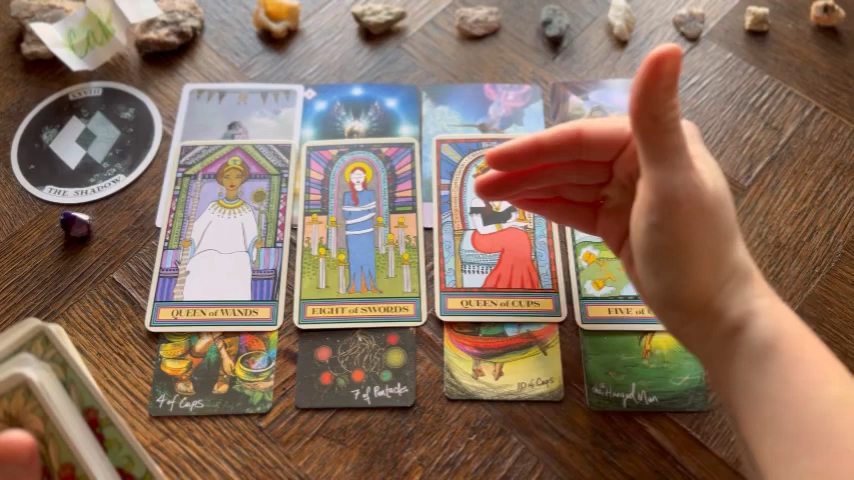 XXVIII
THE SHADOW
QUEEN of WANDS
EIGHT of SWORDS
QUEEN of CUPS
FIVE of
4 of Cups
7 of Pentacles
10 of Cups
the Hanged Man